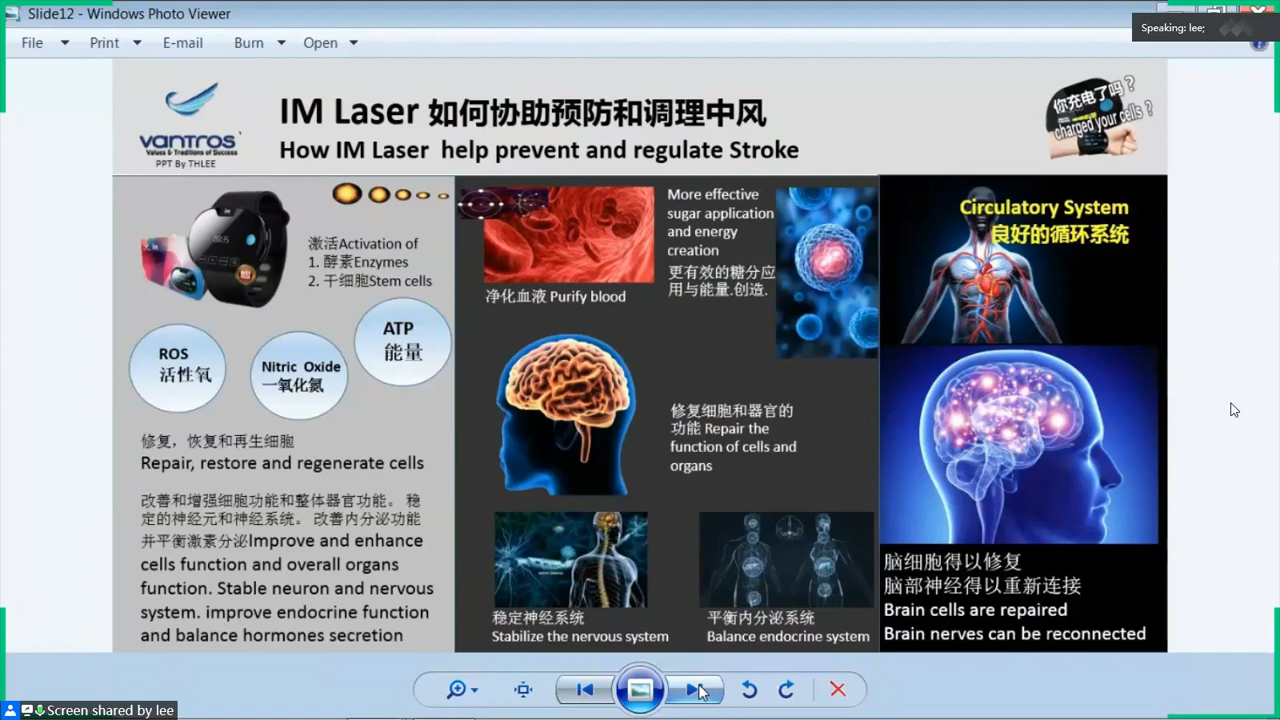 Slide12 - Windows Photo Viewer
Speaking: lee;
File Print E-mail Burn Open
vantros
Values & Traditions of Success
PPT By THLEE
IM Laser 如何协助预防和调理中风
How IM Laser help prevent and regulate Stroke
你充电了吗?
charged your cells ?
激活Activation of
1. 酵素Enzymes
2. 干细胞Stem cells
ROS
活性氧
Nitric Oxide
一氧化氮
ATP
能量
修复，恢复和再生细胞
Repair, restore and regenerate cells
改善和增强细胞功能和整体器官功能。 稳
定的神经元和神经系统。 改善内分泌功能
并平衡激素分泌Improve and enhance
cells function and overall organs
function. Stable neuron and nervous
system. improve endocrine function
and balance hormones secretion
净化血液 Purify blood
More effective
sugar application
and energy
creation
更有效的糖分应
用与能量.创造.
修复细胞和器官的
功能 Repair the
function of cells and
organs
稳定神经系统
Stabilize the nervous system
平衡内分泌系统
Balance endocrine system
Circulatory System
良好的循环系统
脑细胞得以修复
脑部神经得以重新连接
Brain cells are repaired
Brain nerves can be reconnected
Screen shared by lee